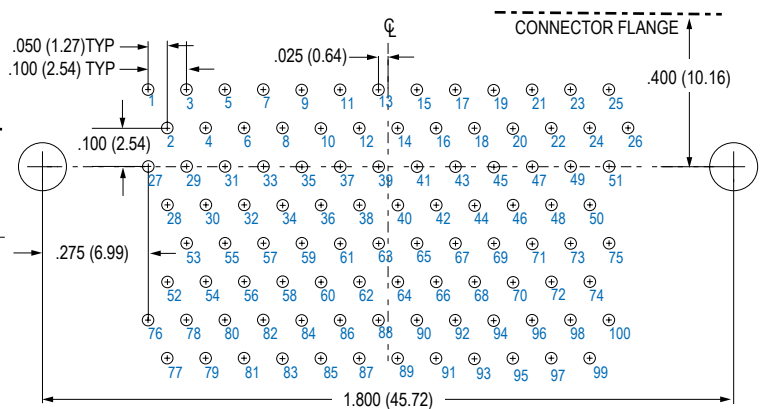 ℄
CONNECTOR FLANGE
.050 (1.27)TYP
.100 (2.54) TYP
.025 (0.64)
.400 (10.16)
1 3 5 7 9 11 13 15 17 19 21 23 25
.100 (2.54)
2 4 6 8 10 12 14 16 18 20 22 24 26
27 29 31 33 35 37 39 41 43 45 47 49 51
28 30 32 34 36 38 40 42 44 46 48 50
.275 (6.99)
53 55 57 59 61 63 65 67 69 71 73 75
52 54 56 58 60 62 64 66 68 70 72 74
76 78 80 82 84 86 88 90 92 94 96 98 100
77 79 81 83 85 87 89 91 93 95 97 99
1.800 (45.72)